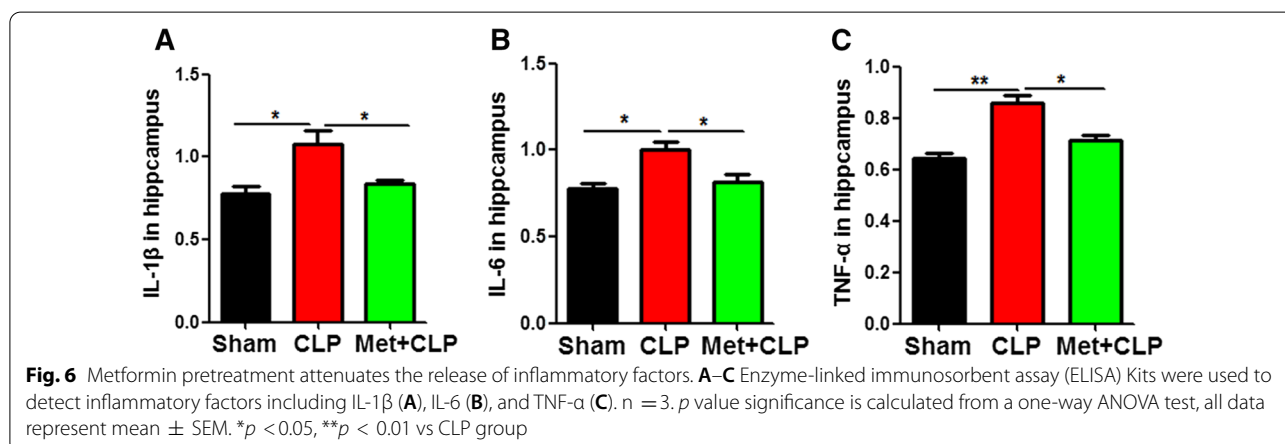 A
IL-1β in hippcampus
1.5
1.0
0.5
0.0
*
*
Sham CLP Met+CLP
B
IL-6 in hippcampus
1.5
1.0
0.5
0.0
*
*
Sham CLP Met+CLP
C
TNF-α in hippcampus
1.0
0.8
0.6
0.4
0.2
0.0
**
*
Sham CLP Met+CLP
Fig. 6 Metformin pretreatment attenuates the release of inflammatory factors. A–C Enzyme-linked immunosorbent assay (ELISA) Kits were used to
detect inflammatory factors including IL-1β (A), IL-6 (B), and TNF-α (C). n = 3. p value significance is calculated from a one-way ANOVA test, all data
represent mean ± SEM. *p < 0.05, **p < 0.01 vs CLP group